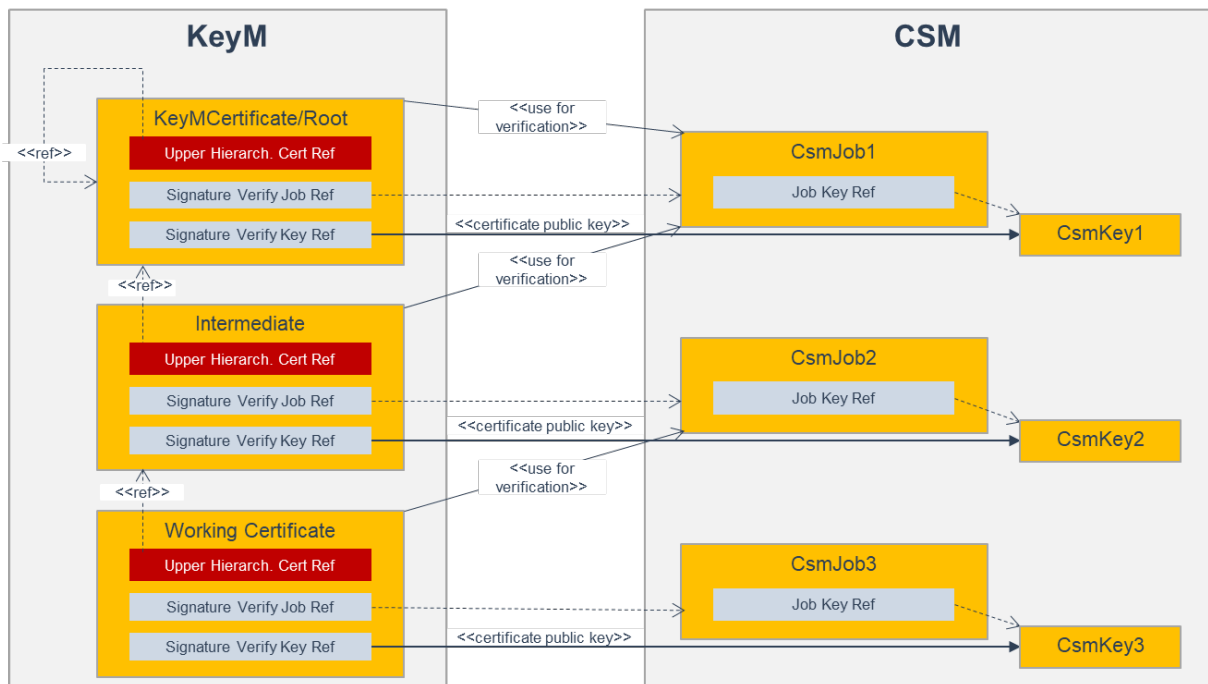 KeyM
CSM
KeyMCertificate/Root
Upper Hierarch. Cert Ref
Signature Verify Job Ref
Signature Verify Key Ref
<<ref>>
<<use for
verification>>
CsmJob1
Job Key Ref
<<certificate public key>>
CsmKey1
<<ref>>
<<use for
verification>>
Intermediate
Upper Hierarch. Cert Ref
Signature Verify Job Ref
Signature Verify Key Ref
CsmJob2
Job Key Ref
<<certificate public key>>
CsmKey2
<<ref>>
<<use for
verification>>
Working Certificate
Upper Hierarch. Cert Ref
Signature Verify Job Ref
Signature Verify Key Ref
CsmJob3
Job Key Ref
<<certificate public key>>
CsmKey3